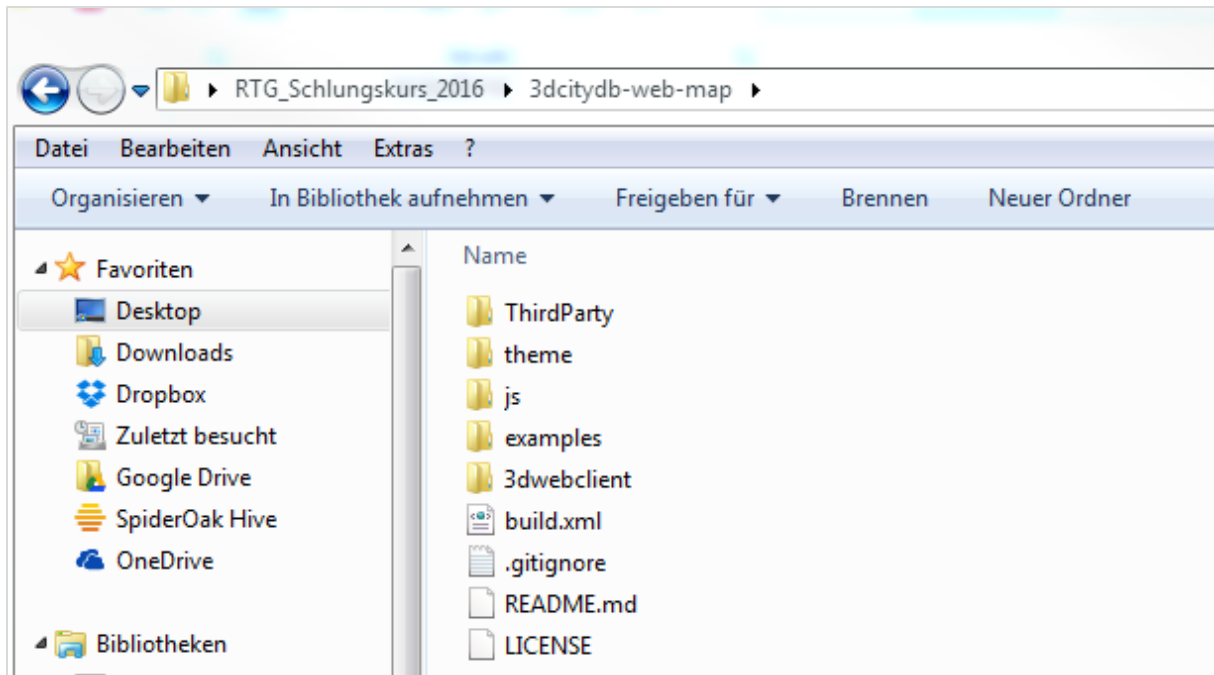 RTG_Schlungskurs_2016 3dcitydb-web-map
Datei Bearbeiten Ansicht Extras ?
Organisieren In Bibliothek aufnehmen Freigeben für Brennen Neuer Ordner
Favoriten
Desktop
Downloads
Dropbox
Zuletzt besucht
Google Drive
SpiderOak Hive
OneDrive
Bibliotheken
Name
ThirdParty
theme
js
examples
3dwebclient
build.xml
.gitignore
README.md
LICENSE